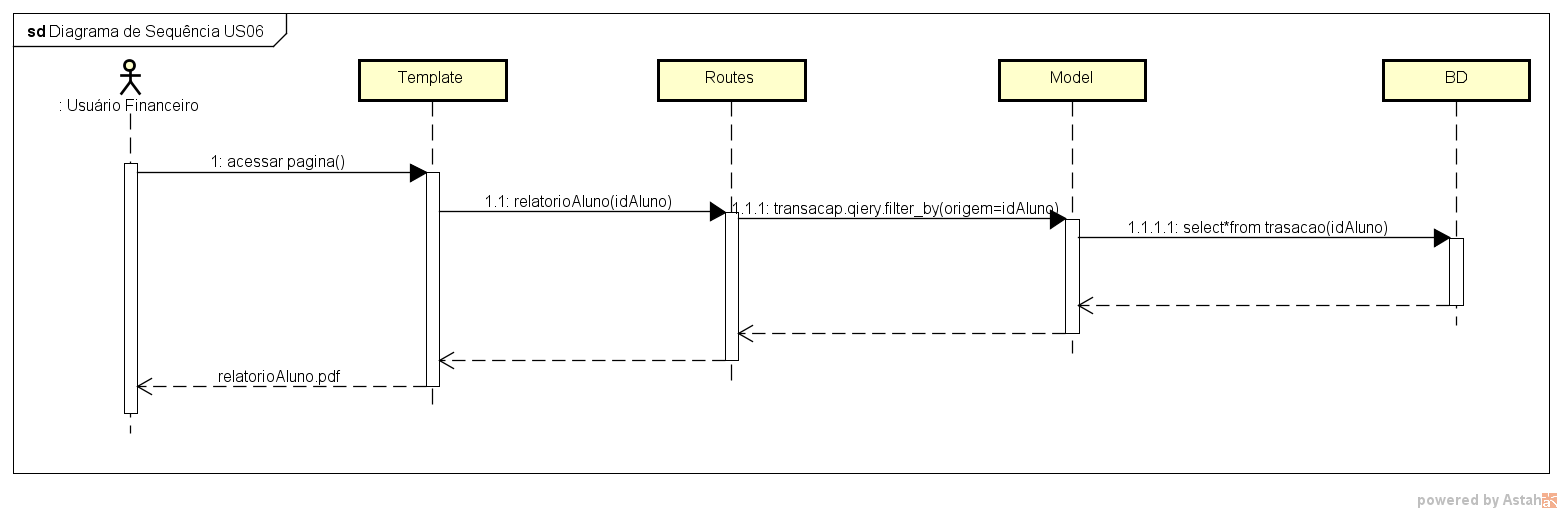 sd Diagrama de Sequência US06
: Usuário Financeiro
Template
Routes
Model
BD
1: acessar pagina()
1.1: relatorioAluno(idAluno)
1.1.1: transacap.qiery.filter_by(origem=idAluno)
1.1.1.1: select*from trasacao(idAluno)
relatorioAluno.pdf
powered by Astah